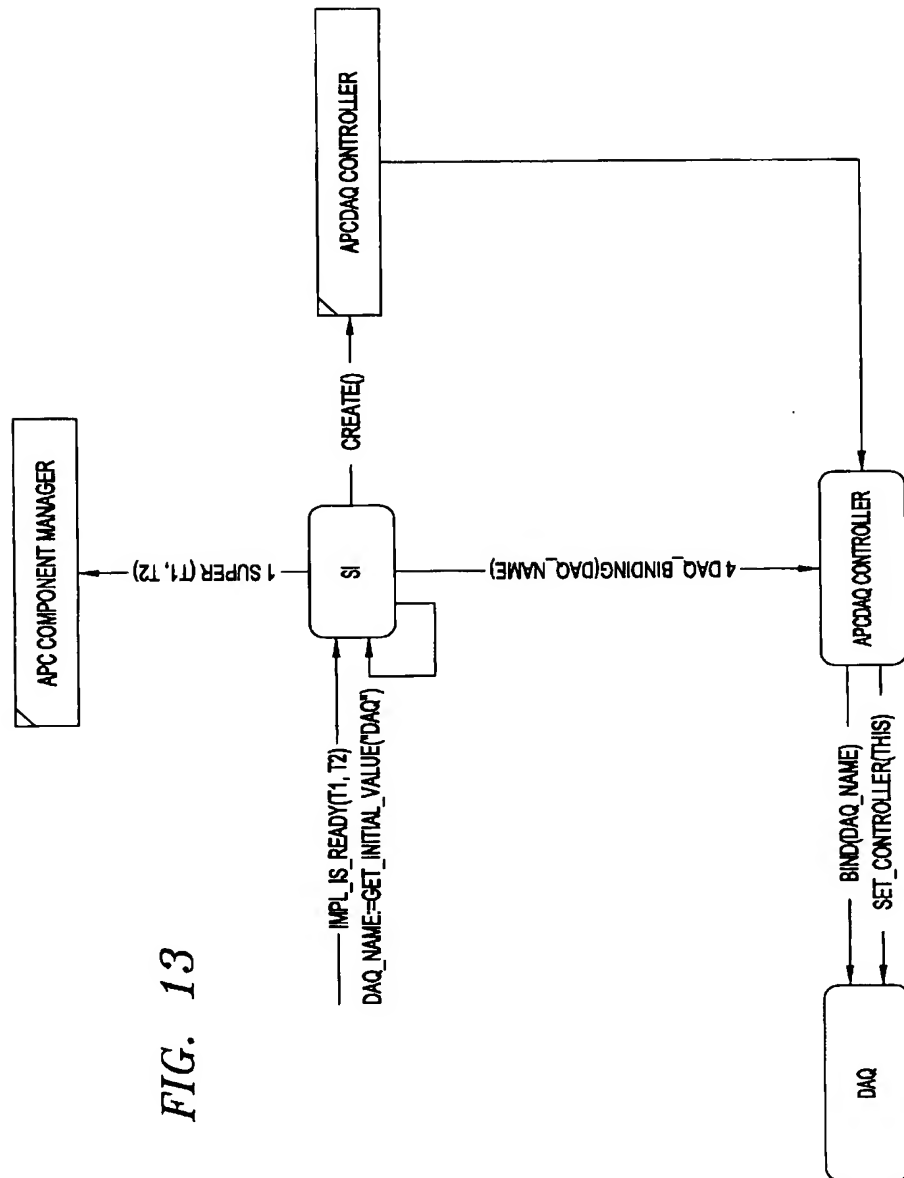 FIG. 13
APC COMPONENT MANAGER
1 SUPER (T1, T2)
IMPL_IS_READY(T1, T2)
DAQ_NAME:=GET_INITIAL_VALUE("DAQ")
SI
CREATE()
APCDAQ CONTROLLER
4 DAQ_BINDING(DAQ_NAME)
DAQ
BIND(DAQ_NAME)
SET_CONTROLLER(THIS)
APCDAQ CONTROLLER